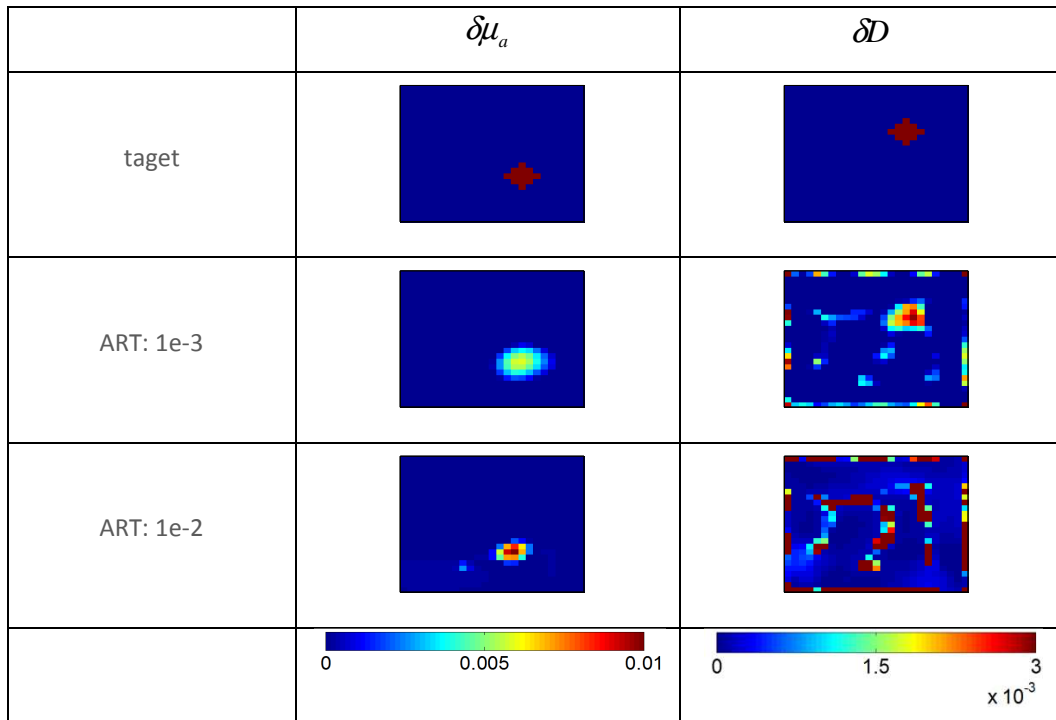 δμₐ δD
taget
ART: 1e-3
ART: 1e-2
0 0.005 0.01 0 1.5 3
x 10⁻³